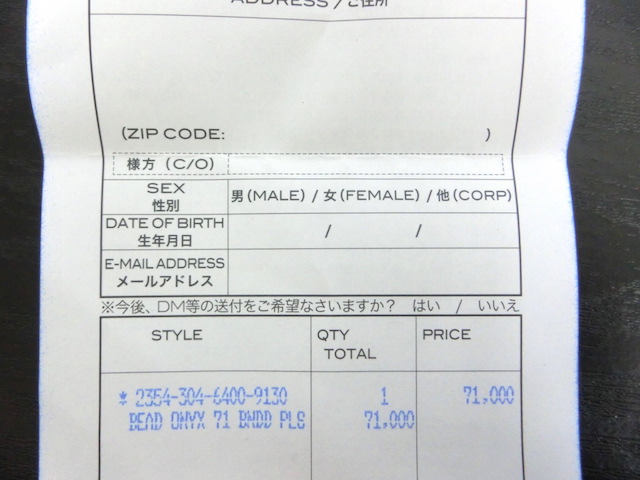 ADDRESS / ご住所
(ZIP CODE: )
様方 (C/O)
SEX
性別
男 (MALE) / 女 (FEMALE) / 他 (CORP)
DATE OF BIRTH
生年月日
/ /
E-MAIL ADDRESS
メールアドレス
※今後、DM等の送付をご希望なさいますか? はい / いいえ
STYLE QTY PRICE
TOTAL
* 2354-304-6400-9130 1 71,000
BEAD ONYX 71 BNDD PLS 71,000